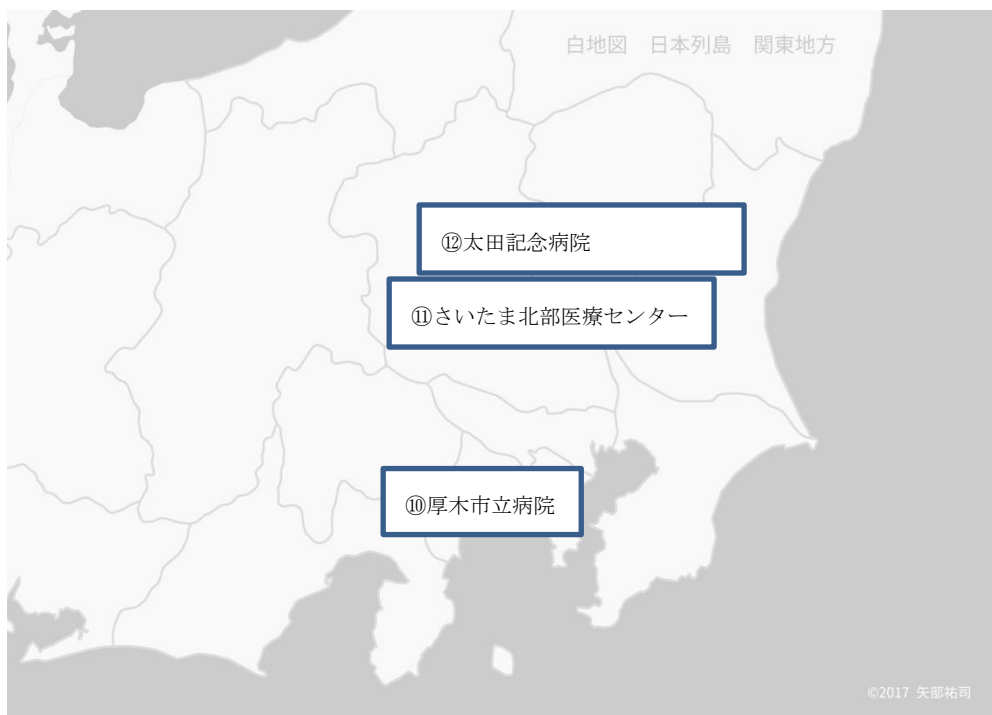 白地図　日本列島　関東地方
⑫太田記念病院
⑪さいたま北部医療センター
⑩厚木市立病院
©2017 矢部祐司